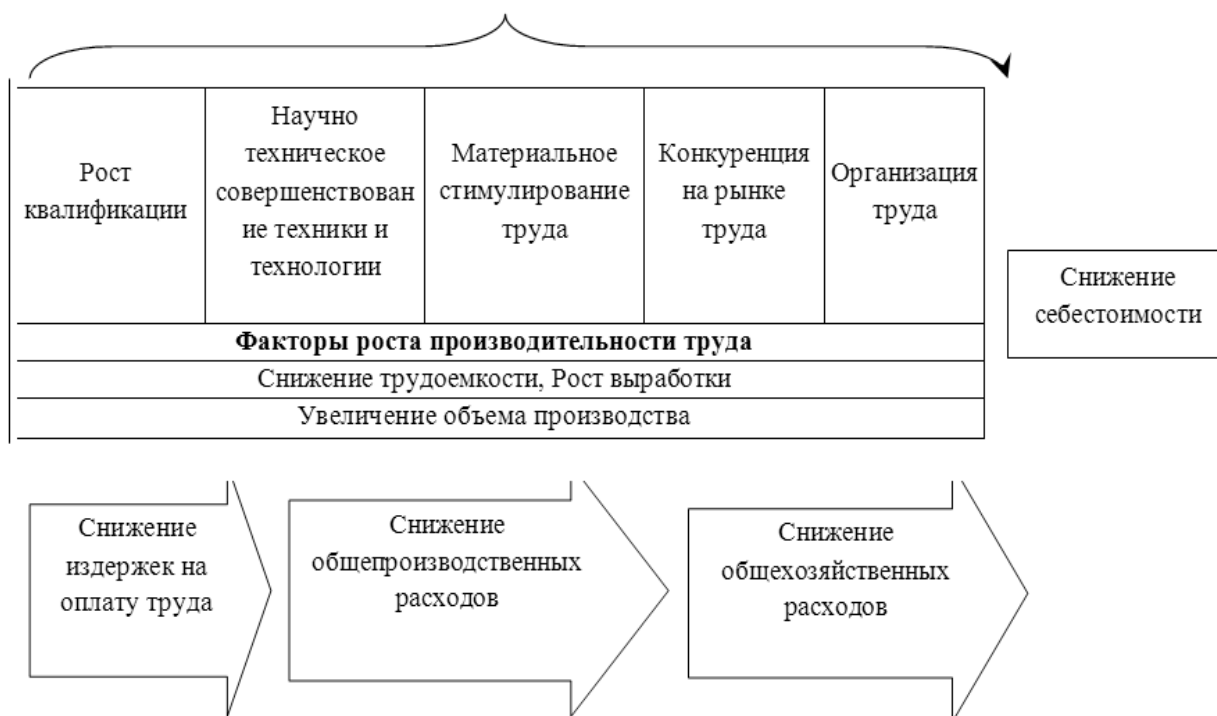 Рост
квалификации
Научно
техническое
совершенствован
ие техники и
технологии
Материальное
стимулирование
труда
Конкуренция
на рынке
труда
Организация
труда
Снижение
себестоимости
Факторы роста производительности труда
Снижение трудоемкости, Рост выработки
Увеличение объема производства
Снижение
издержек на
оплату труда
Снижение
общепроизводственных
расходов
Снижение
общехозяйственных
расходов